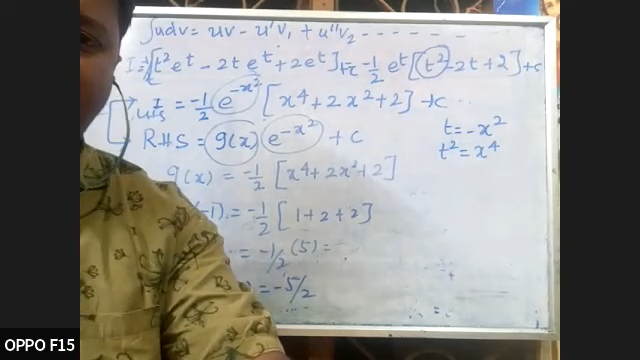 ∫udv = uv - u'v₁ + u''v₂ - - - - - - -
I = -½[t²eᵗ - 2teᵗ + 2eᵗ] + c -½ eᵗ[t² - 2t + 2] + c
I = -½ e^(-x²) [x⁴ + 2x² + 2] + c
LHS
t = -x²
RHS = g(x) e^(-x²) + c
t² = x⁴
g(x) = -½ [x⁴ + 2x² + 2]
(-1) = -½ [1 + 2 + 2]
= -1/2 (5) =
= -5/2
OPPO F15